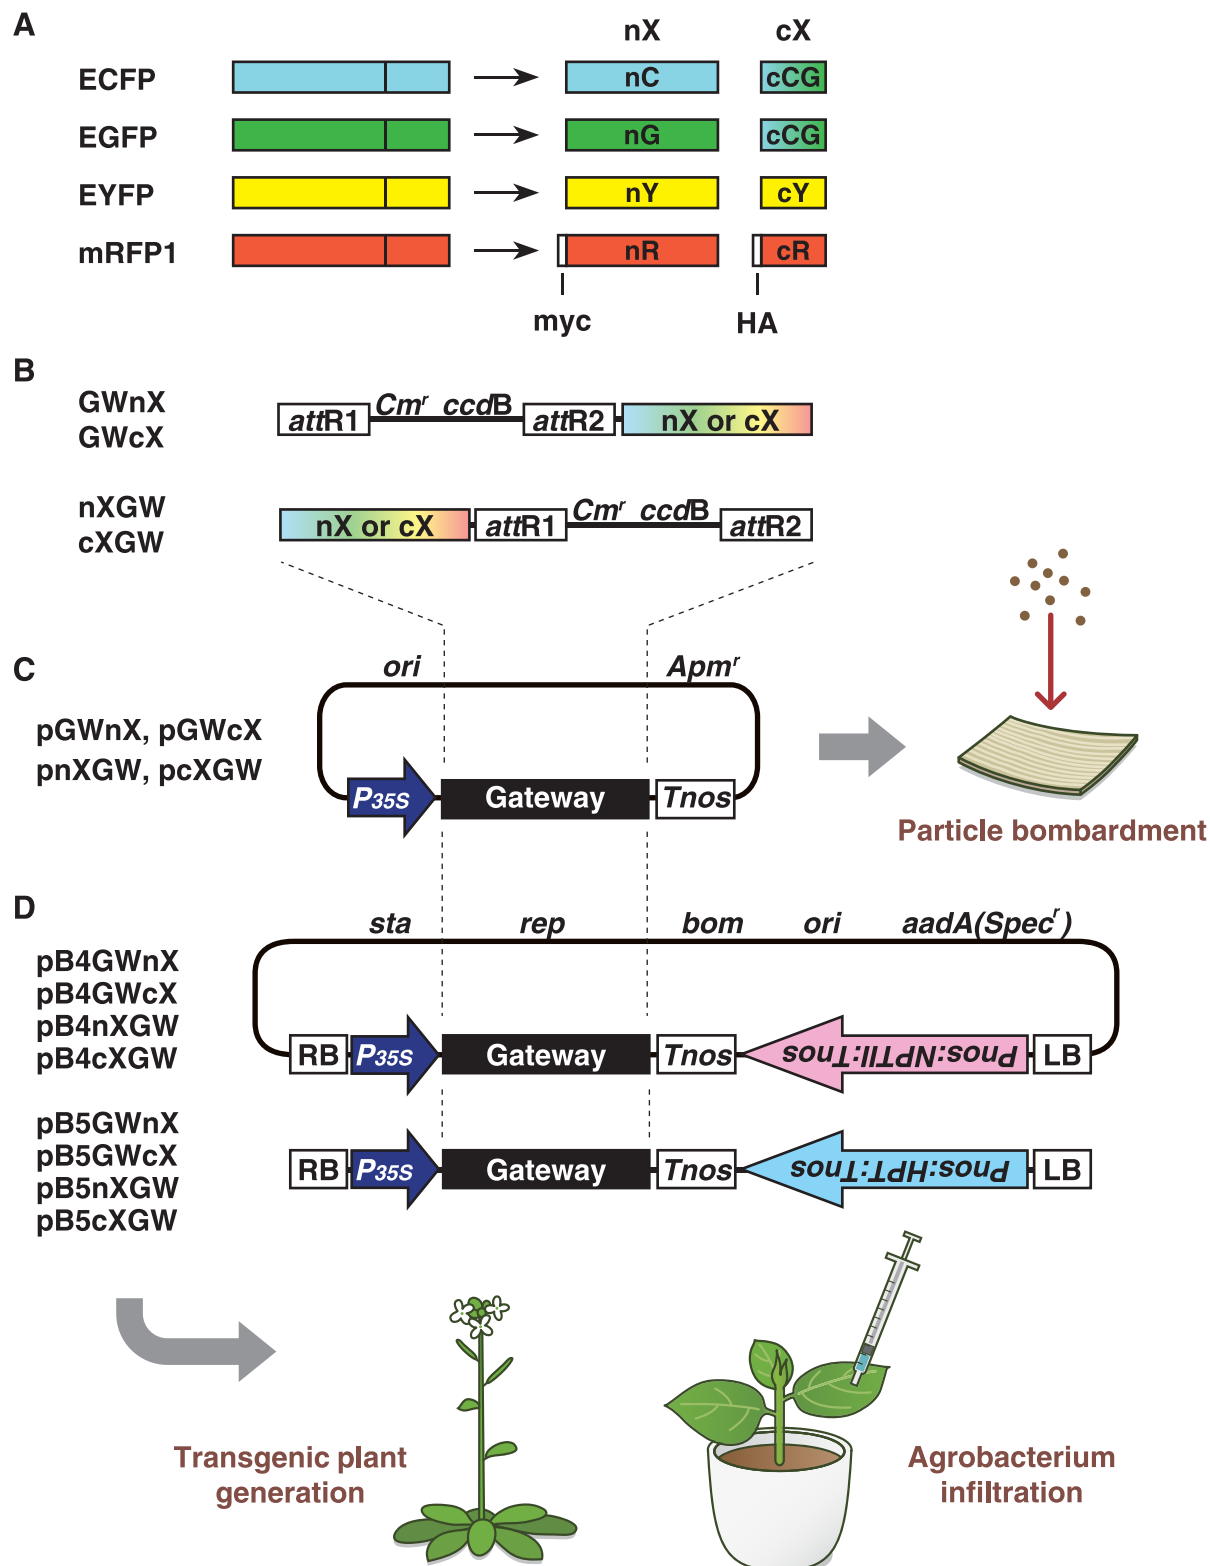 A
nX cX
ECFP nC cCG
EGFP nG cCG
EYFP nY cY
mRFP1 nR cR
myc HA
B
GWnX
GWcX
attR1 Cmʳ ccdB attR2 nX or cX
nXGW
cXGW
nX or cX attR1 Cmʳ ccdB attR2
C
ori Apmʳ
pGWnX, pGWcX
pnXGW, pcXGW
P35S Gateway Tnos
Particle bombardment
D
sta rep bom ori aadA(Specʳ)
pB4GWnX
pB4GWcX
pB4nXGW
pB4cXGW
RB P35S Gateway Tnos Pnos:NPTII:Tnos LB
pB5GWnX
pB5GWcX
pB5nXGW
pB5cXGW
RB P35S Gateway Tnos Pnos:HPT:Tnos LB
Transgenic plant
generation
Agrobacterium
infiltration